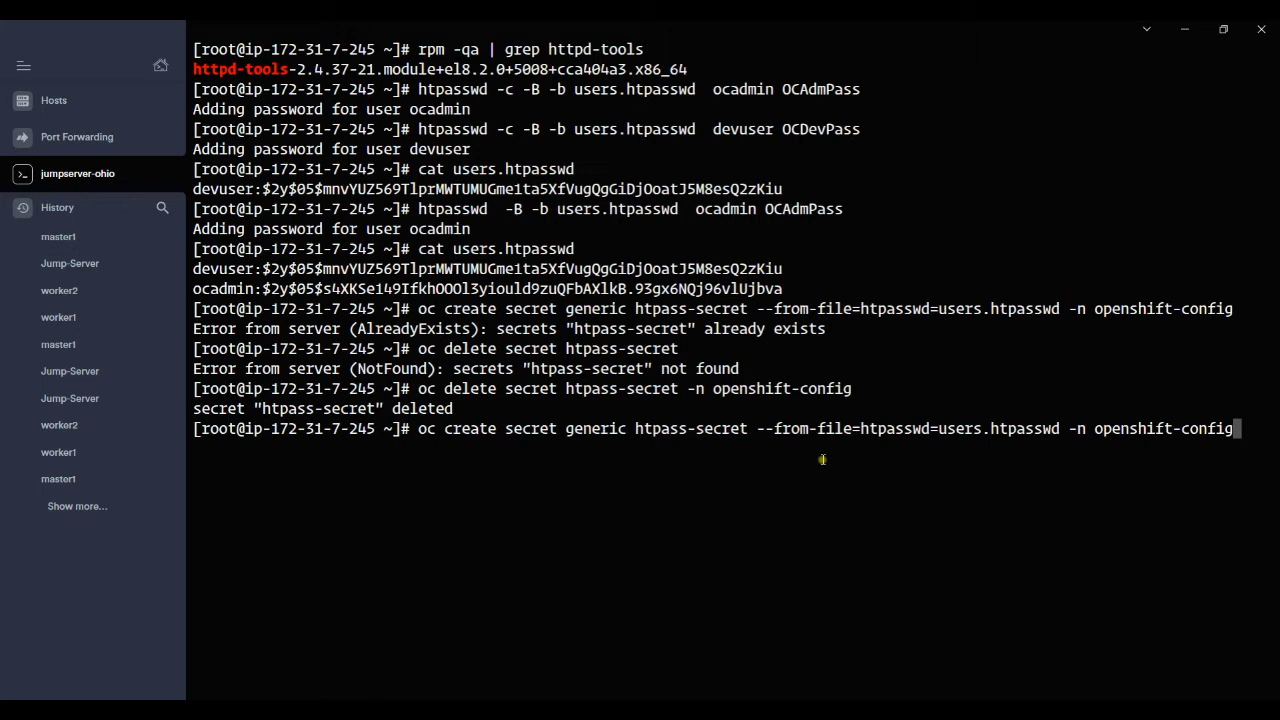 [root@ip-172-31-7-245 ~]# rpm -qa | grep httpd-tools
httpd-tools-2.4.37-21.module+el8.2.0+5008+cca404a3.x86_64
[root@ip-172-31-7-245 ~]# htpasswd -c -B -b users.htpasswd  ocadmin OCAdmPass
Adding password for user ocadmin
[root@ip-172-31-7-245 ~]# htpasswd -c -B -b users.htpasswd  devuser OCDevPass
Adding password for user devuser
[root@ip-172-31-7-245 ~]# cat users.htpasswd
devuser:$2y$05$mnvYUZ569TlprMWTUMUGme1ta5XfVugQgGiDjOoatJ5M8esQ2zKiu
[root@ip-172-31-7-245 ~]# htpasswd  -B -b users.htpasswd  ocadmin OCAdmPass
Adding password for user ocadmin
[root@ip-172-31-7-245 ~]# cat users.htpasswd
devuser:$2y$05$mnvYUZ569TlprMWTUMUGme1ta5XfVugQgGiDjOoatJ5M8esQ2zKiu
ocadmin:$2y$05$s4XKSe149IfkhOOOl3yiould9zuQFbAXlkB.93gx6NQj96vlUjbva
[root@ip-172-31-7-245 ~]# oc create secret generic htpass-secret --from-file=htpasswd=users.htpasswd -n openshift-config
Error from server (AlreadyExists): secrets "htpass-secret" already exists
[root@ip-172-31-7-245 ~]# oc delete secret htpass-secret
Error from server (NotFound): secrets "htpass-secret" not found
[root@ip-172-31-7-245 ~]# oc delete secret htpass-secret -n openshift-config
secret "htpass-secret" deleted
[root@ip-172-31-7-245 ~]# oc create secret generic htpass-secret --from-file=htpasswd=users.htpasswd -n openshift-config
Hosts
Port Forwarding
jumpserver-ohio
History
master1
Jump-Server
worker2
worker1
master1
Jump-Server
Jump-Server
worker2
worker1
master1
Show more...